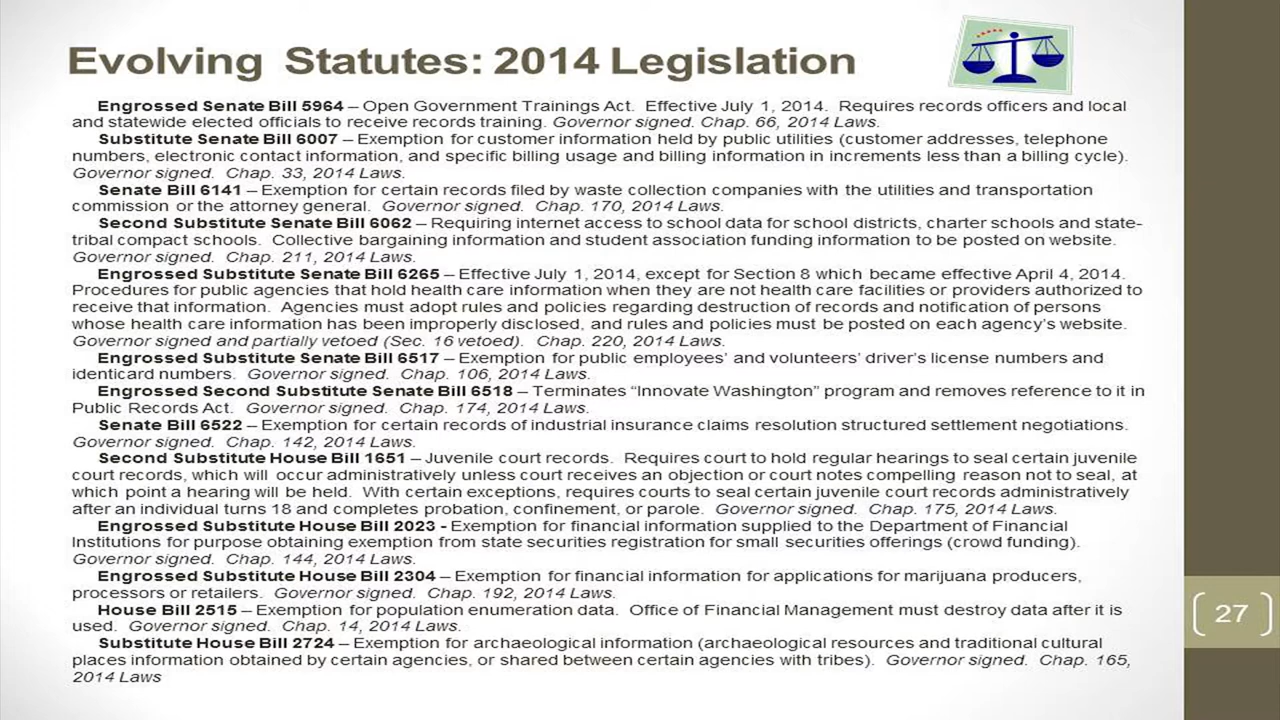 Evolving Statutes: 2014 Legislation
Engrossed Senate Bill 5964 – Open Government Trainings Act. Effective July 1, 2014. Requires records officers and local
and statewide elected officials to receive records training. Governor signed. Chap. 66, 2014 Laws.
Substitute Senate Bill 6007 – Exemption for customer information held by public utilities (customer addresses, telephone
numbers, electronic contact information, and specific billing usage and billing information in increments less than a billing cycle).
Governor signed. Chap. 33, 2014 Laws.
Senate Bill 6141 – Exemption for certain records filed by waste collection companies with the utilities and transportation
commission or the attorney general. Governor signed. Chap. 170, 2014 Laws.
Second Substitute Senate Bill 6062 – Requiring internet access to school data for school districts, charter schools and state-
tribal compact schools. Collective bargaining information and student association funding information to be posted on website.
Governor signed. Chap. 211, 2014 Laws.
Engrossed Substitute Senate Bill 6265 – Effective July 1, 2014, except for Section 8 which became effective April 4, 2014.
Procedures for public agencies that hold health care information when they are not health care facilities or providers authorized to
receive that information. Agencies must adopt rules and policies regarding destruction of records and notification of persons
whose health care information has been improperly disclosed, and rules and policies must be posted on each agency's website.
Governor signed and partially vetoed (Sec. 16 vetoed). Chap. 220, 2014 Laws.
Engrossed Substitute Senate Bill 6517 – Exemption for public employees' and volunteers' driver's license numbers and
identicard numbers. Governor signed. Chap. 106, 2014 Laws.
Engrossed Second Substitute Senate Bill 6518 – Terminates "Innovate Washington" program and removes reference to it in
Public Records Act. Governor signed. Chap. 174, 2014 Laws.
Senate Bill 6522 – Exemption for certain records of industrial insurance claims resolution structured settlement negotiations.
Governor signed. Chap. 142, 2014 Laws.
Second Substitute House Bill 1651 – Juvenile court records. Requires court to hold regular hearings to seal certain juvenile
court records, which will occur administratively unless court receives an objection or court notes compelling reason not to seal, at
which point a hearing will be held. With certain exceptions, requires courts to seal certain juvenile court records administratively
after an individual turns 18 and completes probation, confinement, or parole. Governor signed. Chap. 175, 2014 Laws.
Engrossed Substitute House Bill 2023 - Exemption for financial information supplied to the Department of Financial
Institutions for purpose obtaining exemption from state securities registration for small securities offerings (crowd funding).
Governor signed. Chap. 144, 2014 Laws.
Engrossed Substitute House Bill 2304 – Exemption for financial information for applications for marijuana producers,
processors or retailers. Governor signed. Chap. 192, 2014 Laws.
House Bill 2515 – Exemption for population enumeration data. Office of Financial Management must destroy data after it is
used. Governor signed. Chap. 14, 2014 Laws.
Substitute House Bill 2724 – Exemption for archaeological information (archaeological resources and traditional cultural
places information obtained by certain agencies, or shared between certain agencies with tribes). Governor signed. Chap. 165,
2014 Laws
27